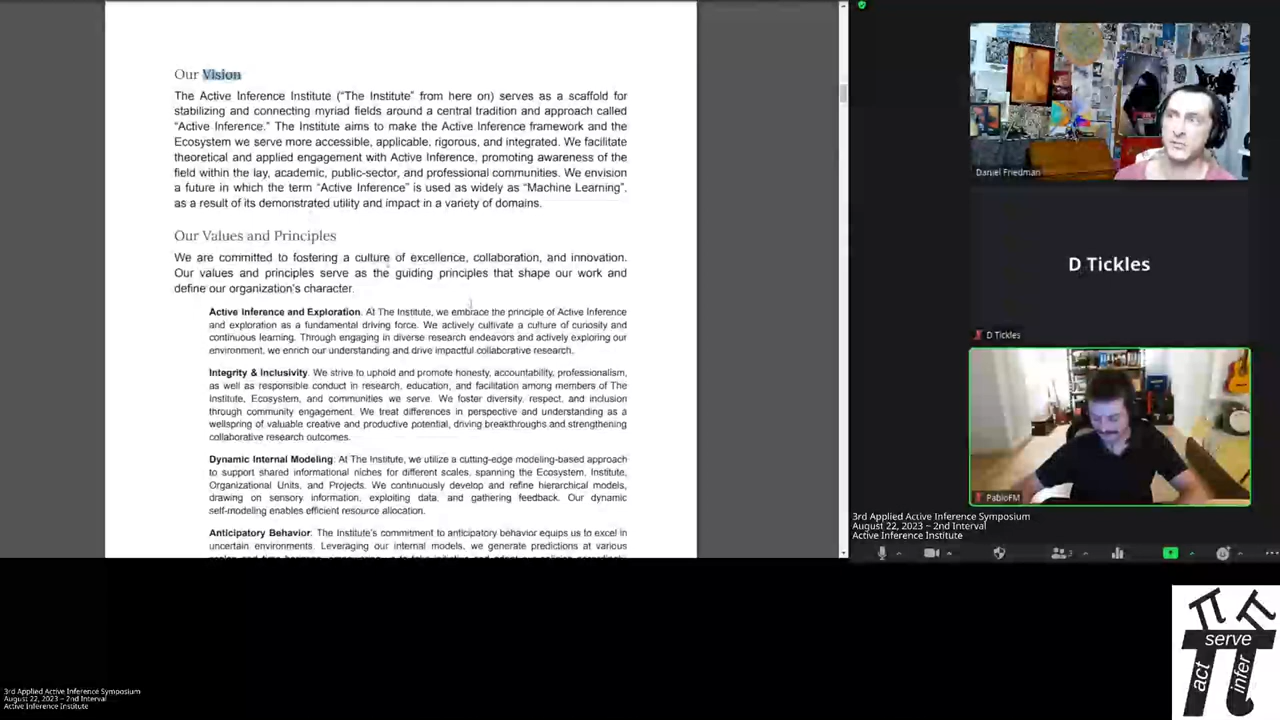 Our Vision
The Active Inference Institute (“The Institute” from here on) serves as a scaffold for
stabilizing and connecting myriad fields around a central tradition and approach called
“Active Inference.” The Institute aims to make the Active Inference framework and the
Ecosystem we serve more accessible, applicable, rigorous, and integrated. We facilitate
theoretical and applied engagement with Active Inference, promoting awareness of the
field within the lay, academic, public-sector, and professional communities. We envision
a future in which the term “Active Inference” is used as widely as “Machine Learning”,
as a result of its demonstrated utility and impact in a variety of domains.
Our Values and Principles
We are committed to fostering a culture of excellence, collaboration, and innovation.
Our values and principles serve as the guiding principles that shape our work and
define our organization's character.
Active Inference and Exploration. At The Institute, we embrace the principle of Active Inference
and exploration as a fundamental driving force. We actively cultivate a culture of curiosity and
continuous learning. Through engaging in diverse research endeavors and actively exploring our
environment, we enrich our understanding and drive impactful collaborative research.
Integrity & Inclusivity. We strive to uphold and promote honesty, accountability, professionalism,
as well as responsible conduct in research, education, and facilitation among members of The
Institute, Ecosystem, and communities we serve. We foster diversity, respect, and inclusion
through community engagement. We treat differences in perspective and understanding as a
wellspring of valuable creative and productive potential, driving breakthroughs and strengthening
collaborative research outcomes.
Dynamic Internal Modeling: At The Institute, we utilize a cutting-edge modeling-based approach
to support shared informational niches for different scales, spanning the Ecosystem, Institute,
Organizational Units, and Projects. We continuously develop and refine hierarchical models,
drawing on sensory information, exploiting data, and gathering feedback. Our dynamic
self-modeling enables efficient resource allocation.
Anticipatory Behavior: The Institute's commitment to anticipatory behavior equips us to excel in
uncertain environments. Leveraging our internal models, we generate predictions at various
Daniel Friedman
D Tickles
D Tickles
PabloFM
3rd Applied Active Inference Symposium
August 22, 2023 ~ 2nd Interval
Active Inference Institute
3
3rd Applied Active Inference Symposium
August 22, 2023 ~ 2nd Interval
Active Inference Institute
serve
act
infer